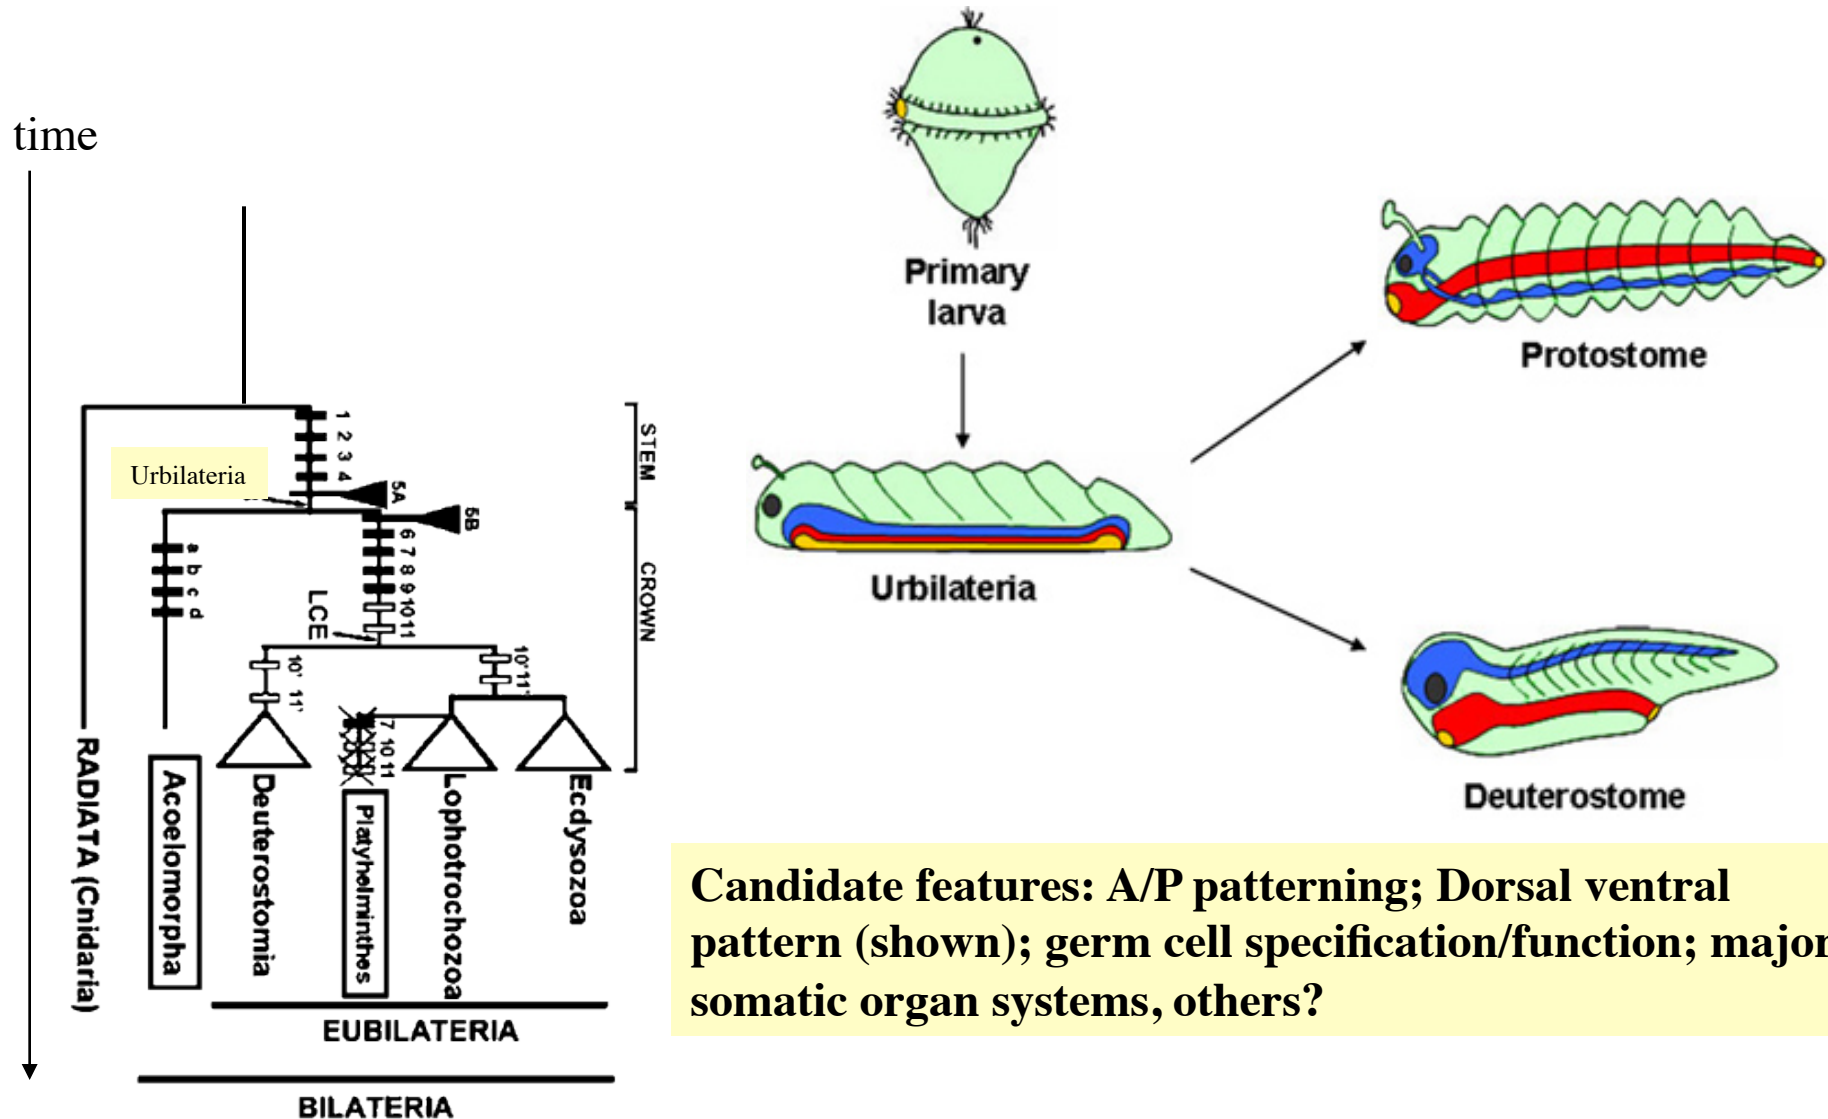 time
Primary
larva
Protostome
Urbilateria
Deuterostome
Urbilateria
1
2
3
4
5A
5B
STEM
a
b
c
d
6
7
8
9
10
11
CROWN
LCE
10' 11'
10' 11'
7 10 11
RADIATA (Cnidaria)
Acoelomorpha
Deuterostomia
Platyhelminthes
Lophotrochozoa
Ecdysozoa
EUBILATERIA
BILATERIA
Candidate features: A/P patterning; Dorsal ventral
pattern (shown); germ cell specification/function; major
somatic organ systems, others?